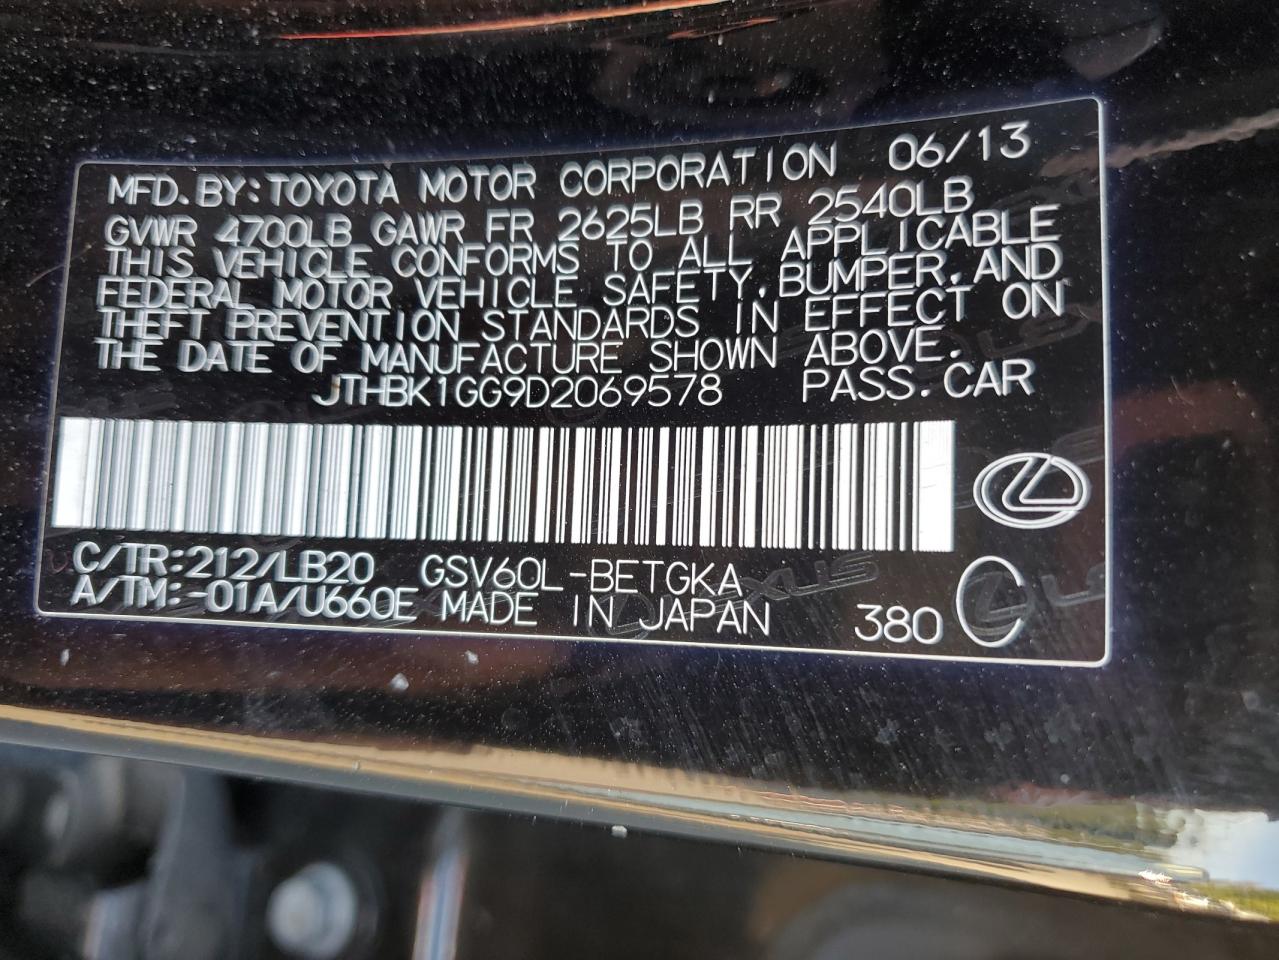 MFD.BY:TOYOTA MOTOR CORPORATION 06/13
GVWR 4700LB GAWR FR 2625LB RR 2540LB
THIS VEHICLE CONFORMS TO ALL APPLICABLE
FEDERAL MOTOR VEHICLE SAFETY,BUMPER,AND
THEFT PREVENTION STANDARDS IN EFFECT ON
THE DATE OF MANUFACTURE SHOWN ABOVE.
JTHBK1GG9D2069578 PASS.CAR
C/TR:212/LB20 GSV60L-BETGKA
A/TM:-01A/U660E MADE IN JAPAN 380 C